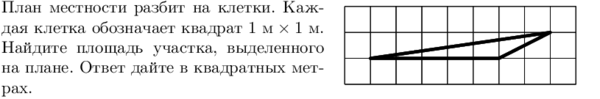 План местности разбит на клетки. Каж-
дая клетка обозначает квадрат 1 м × 1 м.
Найдите площадь участка, выделенного
на плане. Ответ дайте в квадратных мет-
рах.